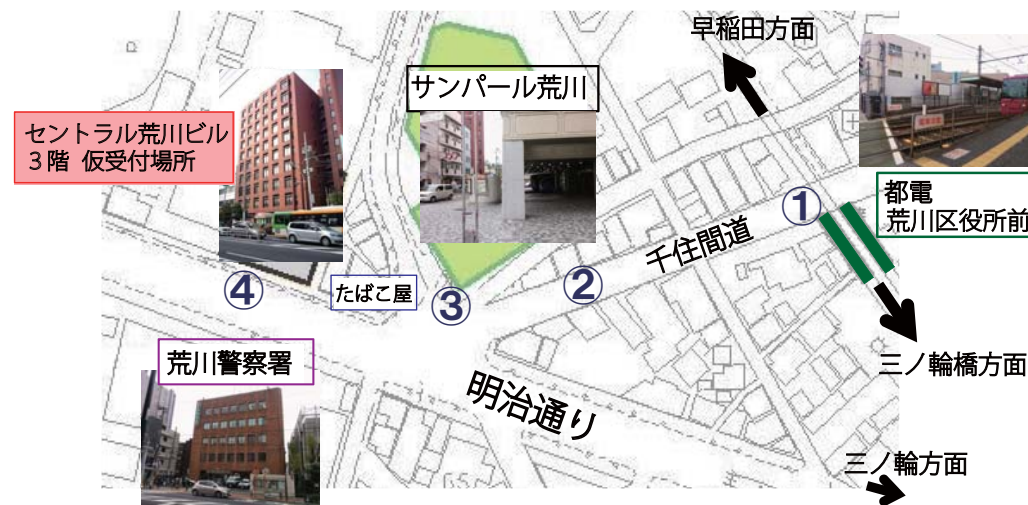 早稲田方面
サンパール荒川
セントラル荒川ビル
３階 仮受付場所
都電
荒川区役所前
①
千住間道
②
③
④
たばこ屋
荒川警察署
明治通り
三ノ輪橋方面
三ノ輪方面